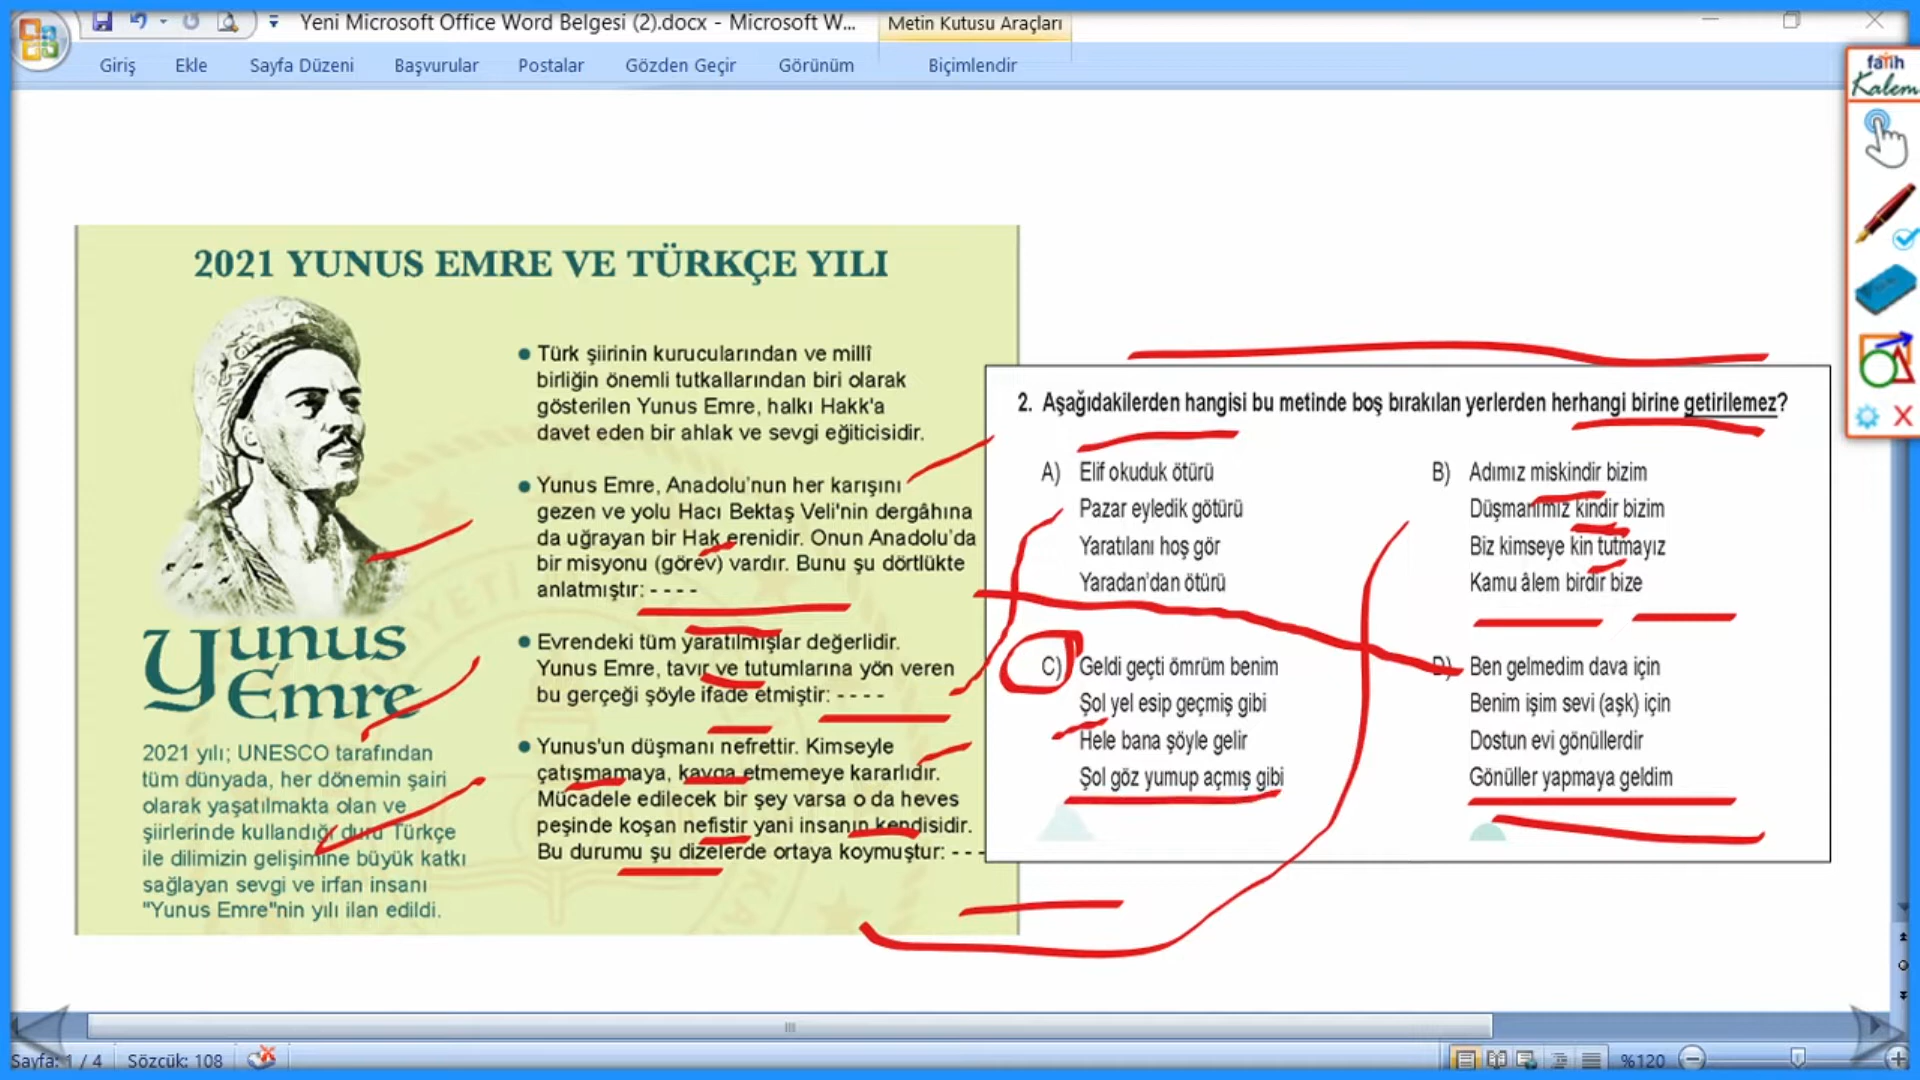 Yeni Microsoft Office Word Belgesi (2).docx - Microsoft W...
Metin Kutusu Araçları
Giriş Ekle Sayfa Düzeni Başvurular Postalar Gözden Geçir Görünüm Biçimlendir
fatih
Kalem
2021 YUNUS EMRE VE TÜRKÇE YILI
Yunus
Emre
2021 yılı; UNESCO tarafından
tüm dünyada, her dönemin şairi
olarak yaşatılmakta olan ve
şiirlerinde kullandığı duru Türkçe
ile dilimizin gelişimine büyük katkı
sağlayan sevgi ve irfan insanı
"Yunus Emre"nin yılı ilan edildi.
● Türk şiirinin kurucularından ve millî
birliğin önemli tutkallarından biri olarak
gösterilen Yunus Emre, halkı Hakk'a
davet eden bir ahlak ve sevgi eğiticisidir.
● Yunus Emre, Anadolu'nun her karışını
gezen ve yolu Hacı Bektaş Veli'nin dergâhına
da uğrayan bir Hak erenidir. Onun Anadolu'da
bir misyonu (görev) vardır. Bunu şu dörtlükte
anlatmıştır: - - - -
● Evrendeki tüm yaratılmışlar değerlidir.
Yunus Emre, tavır ve tutumlarına yön veren
bu gerçeği şöyle ifade etmiştir: - - - -
● Yunus'un düşmanı nefrettir. Kimseyle
çatışmamaya, kavga etmemeye kararlıdır.
Mücadele edilecek bir şey varsa o da heves
peşinde koşan nefistir yani insanın kendisidir.
Bu durumu şu dizelerde ortaya koymuştur: - - -
2. Aşağıdakilerden hangisi bu metinde boş bırakılan yerlerden herhangi birine getirilemez?
A) Elif okuduk ötürü
Pazar eyledik götürü
Yaratılanı hoş gör
Yaradan'dan ötürü
B) Adımız miskindir bizim
Düşmanımız kindir bizim
Biz kimseye kin tutmayız
Kamu âlem birdir bize
C) Geldi geçti ömrüm benim
Şol yel esip geçmiş gibi
Hele bana şöyle gelir
Şol göz yumup açmış gibi
D) Ben gelmedim dava için
Benim işim sevi (aşk) için
Dostun evi gönüllerdir
Gönüller yapmaya geldim
Sayfa: 1 / 4 Sözcük: 108 %120